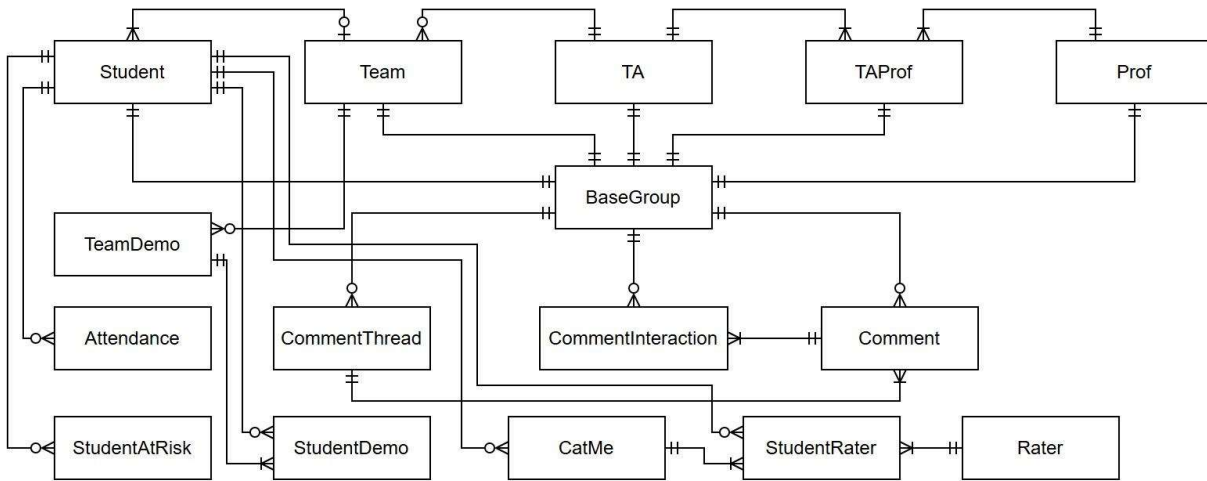 Student
Team
TA
TAProf
Prof
BaseGroup
TeamDemo
Attendance
CommentThread
CommentInteraction
Comment
StudentAtRisk
StudentDemo
CatMe
StudentRater
Rater